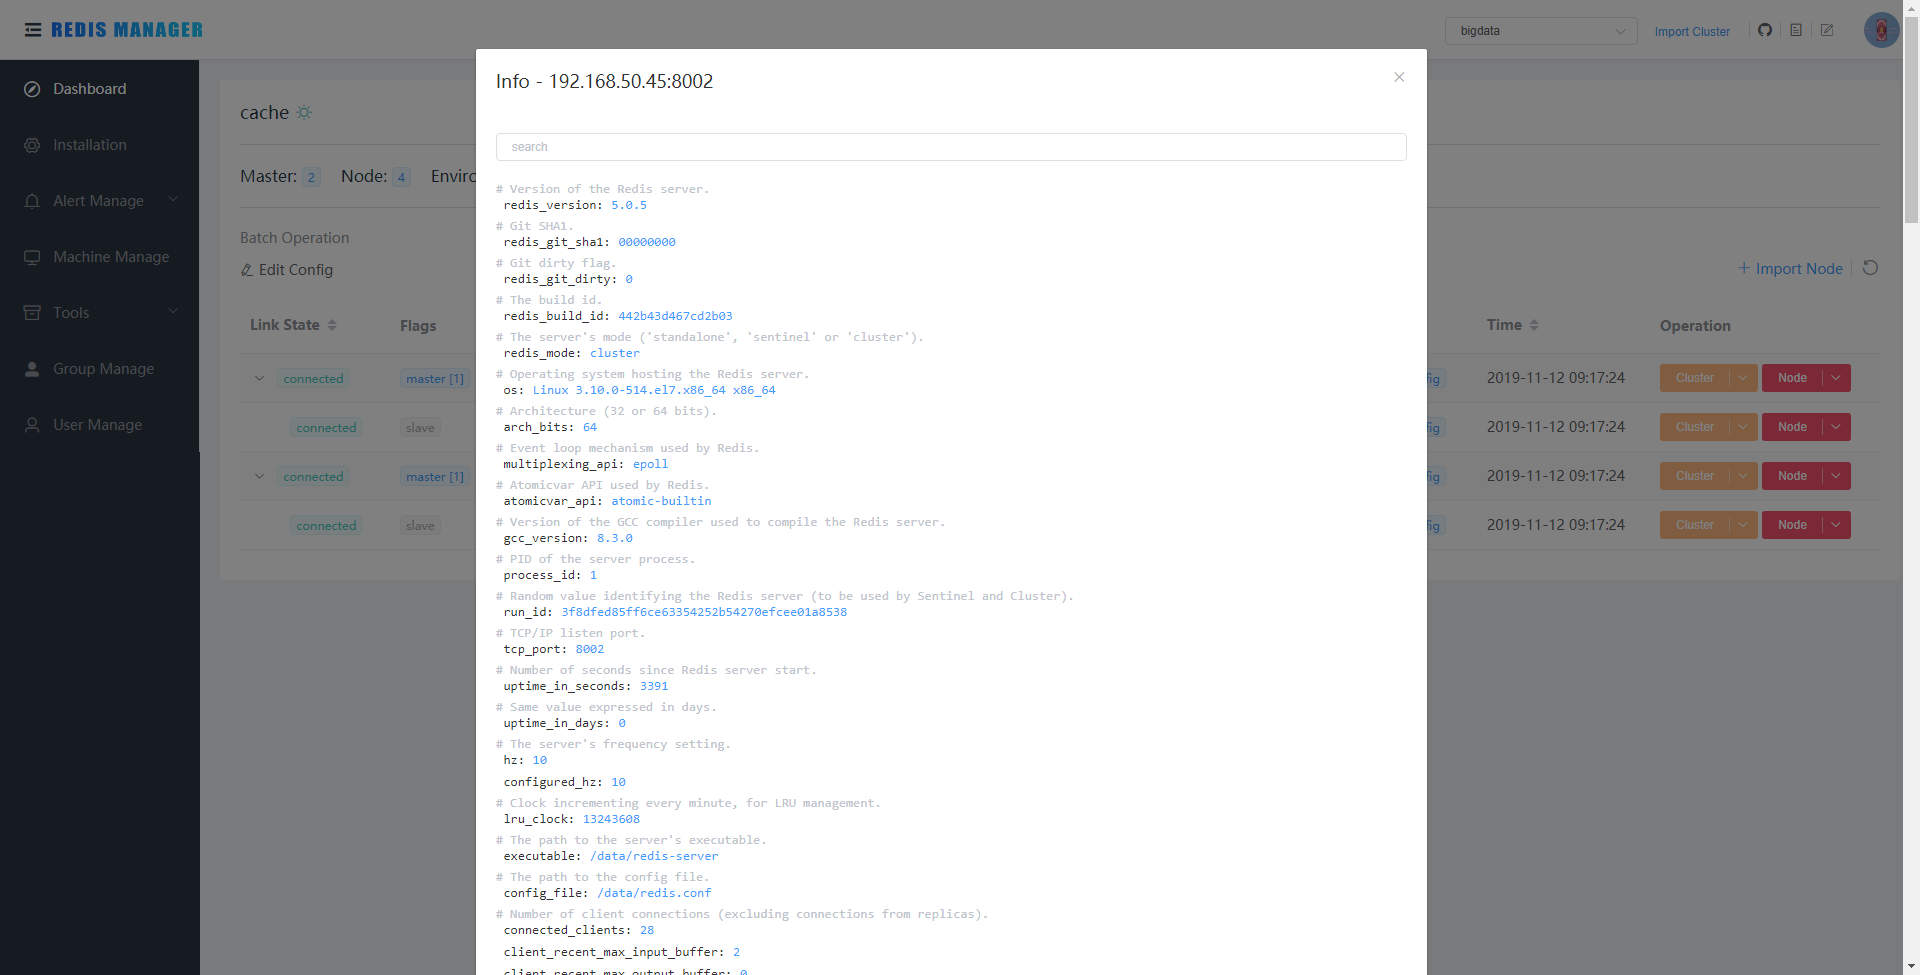 REDIS MANAGER
bigdata
Import Cluster
Dashboard
Installation
Alert Manage
Machine Manage
Tools
Group Manage
User Manage
cache
Master: 2 Node: 4 Enviro
Batch Operation
Edit Config
Import Node
Link State Flags Time Operation
connected master [1] fig 2019-11-12 09:17:24 Cluster Node
connected slave fig 2019-11-12 09:17:24 Cluster Node
connected master [1] fig 2019-11-12 09:17:24 Cluster Node
connected slave fig 2019-11-12 09:17:24 Cluster Node
Info - 192.168.50.45:8002
search
# Version of the Redis server.
redis_version: 5.0.5
# Git SHA1.
redis_git_sha1: 00000000
# Git dirty flag.
redis_git_dirty: 0
# The build id.
redis_build_id: 442b43d467cd2b03
# The server's mode ('standalone', 'sentinel' or 'cluster').
redis_mode: cluster
# Operating system hosting the Redis server.
os: Linux 3.10.0-514.el7.x86_64 x86_64
# Architecture (32 or 64 bits).
arch_bits: 64
# Event loop mechanism used by Redis.
multiplexing_api: epoll
# Atomicvar API used by Redis.
atomicvar_api: atomic-builtin
# Version of the GCC compiler used to compile the Redis server.
gcc_version: 8.3.0
# PID of the server process.
process_id: 1
# Random value identifying the Redis server (to be used by Sentinel and Cluster).
run_id: 3f8dfed85ff6ce63354252b54270efcee01a8538
# TCP/IP listen port.
tcp_port: 8002
# Number of seconds since Redis server start.
uptime_in_seconds: 3391
# Same value expressed in days.
uptime_in_days: 0
# The server's frequency setting.
hz: 10
configured_hz: 10
# Clock incrementing every minute, for LRU management.
lru_clock: 13243608
# The path to the server's executable.
executable: /data/redis-server
# The path to the config file.
config_file: /data/redis.conf
# Number of client connections (excluding connections from replicas).
connected_clients: 28
client_recent_max_input_buffer: 2
client_recent_max_output_buffer: 0